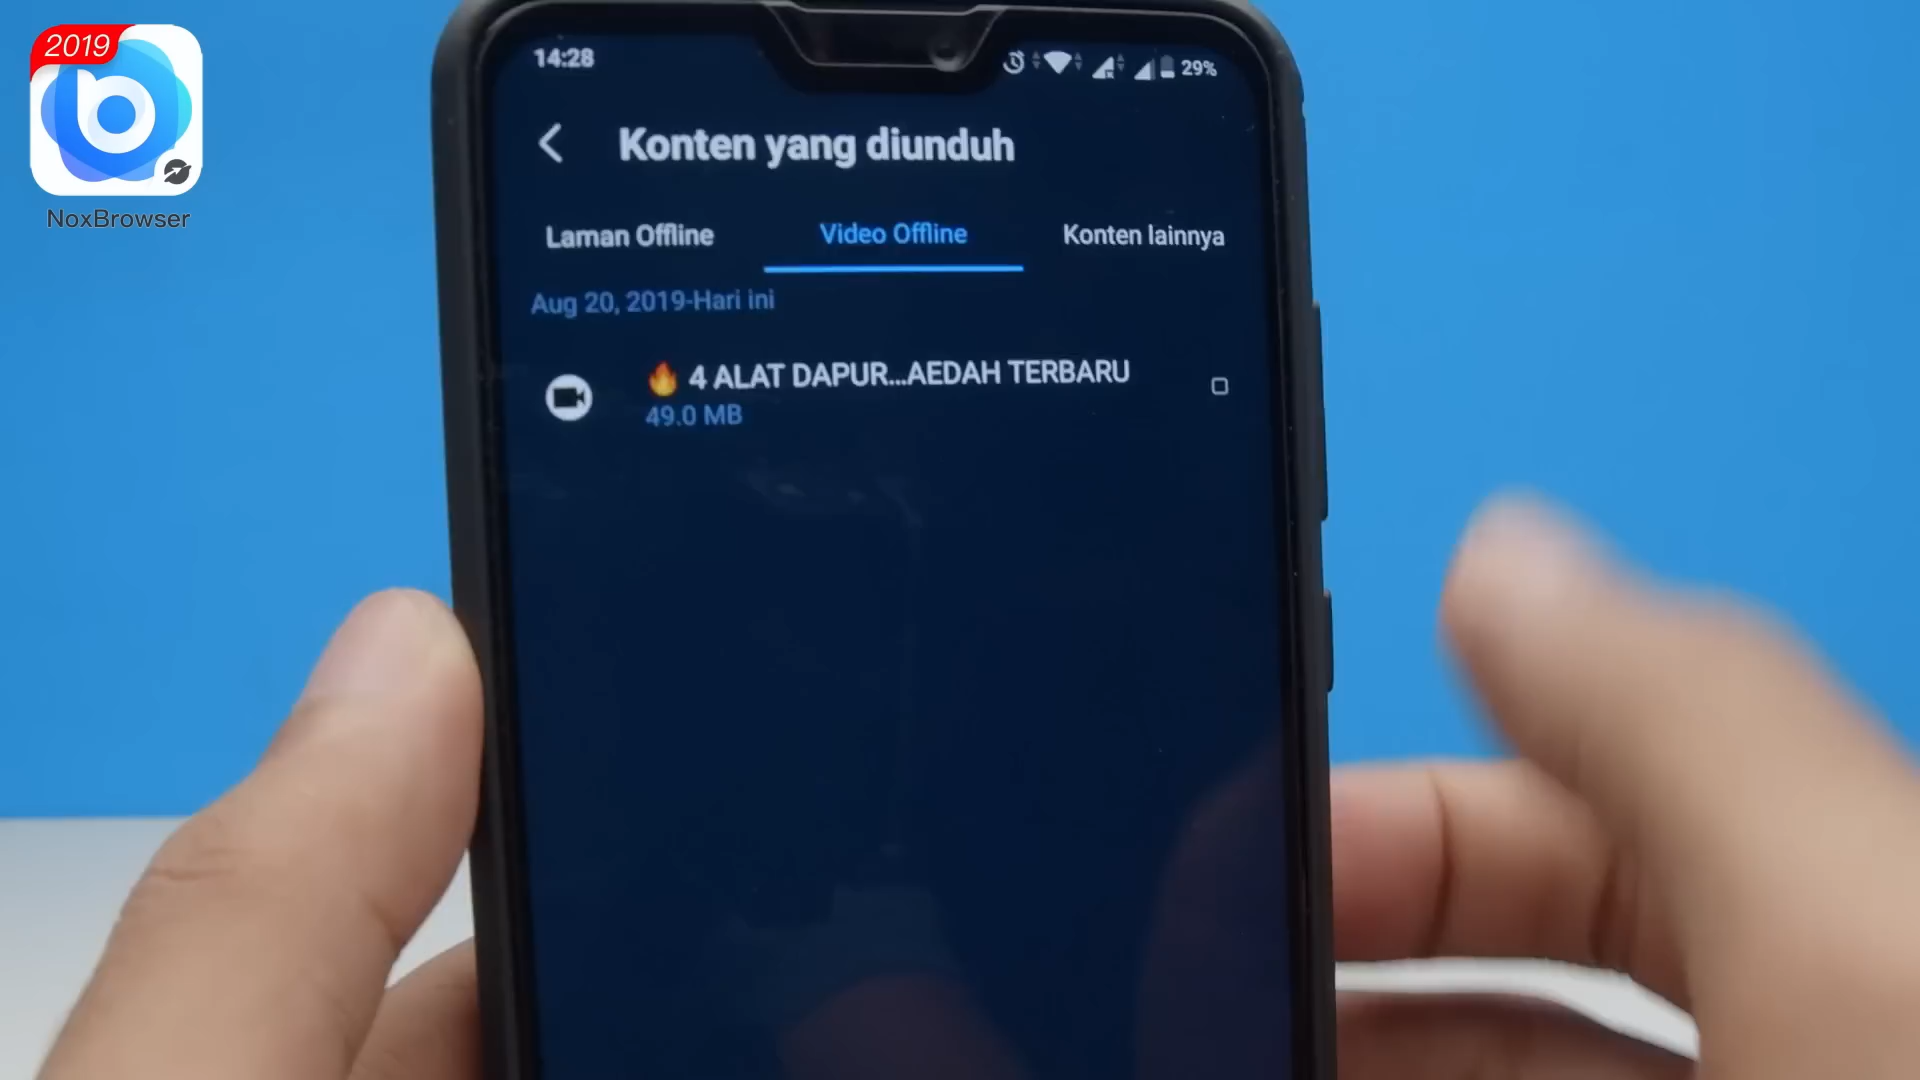 2019
NoxBrowser
14:28
29%
Konten yang diunduh
Laman Offline
Video Offline
Konten lainnya
Aug 20, 2019-Hari ini
🔥 4 ALAT DAPUR...AEDAH TERBARU
49.0 MB